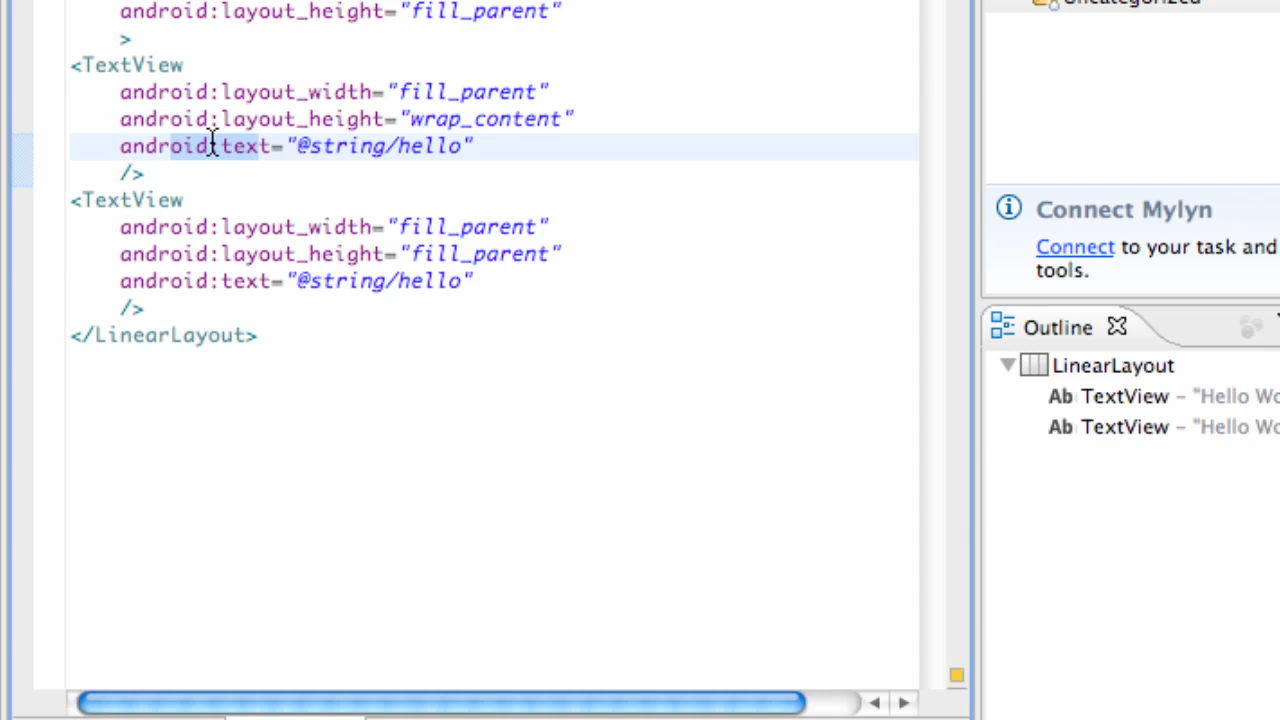 android:layout_height="fill_parent"
>
<TextView
android:layout_width="fill_parent"
android:layout_height="wrap_content"
android:text="@string/hello"
/>
<TextView
android:layout_width="fill_parent"
android:layout_height="fill_parent"
android:text="@string/hello"
/>
</LinearLayout>
Uncategorized
Connect Mylyn
Connect to your task and
tools.
Outline
LinearLayout
Ab TextView – "Hello Wo
Ab TextView – "Hello Wo